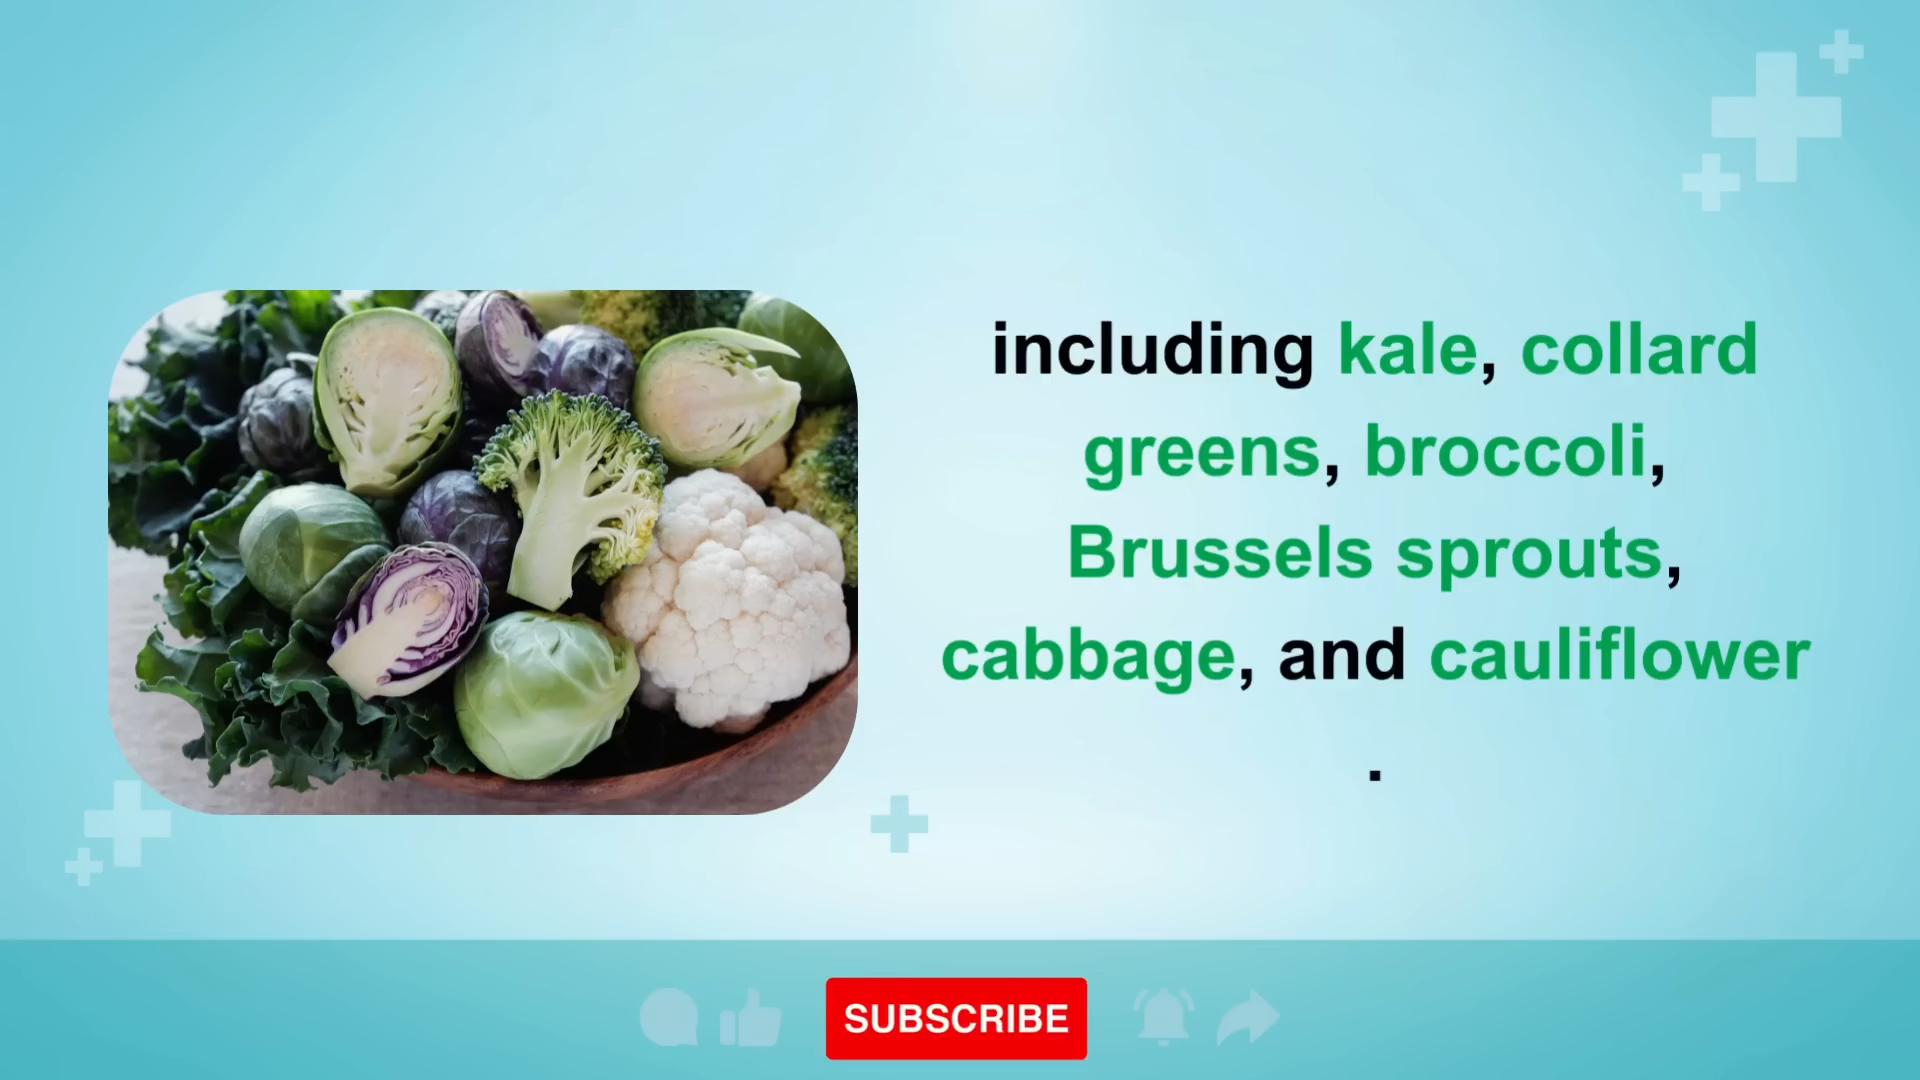 including kale, collard
greens, broccoli,
Brussels sprouts,
cabbage, and cauliflower
.
SUBSCRIBE